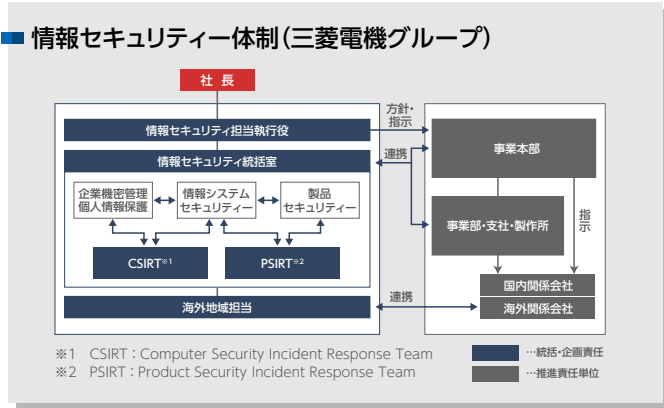 情報セキュリティー体制(三菱電機グループ)
社 長
情報セキュリティ担当執行役
方針・
指示
事業本部
情報セキュリティ統括室
連携
企業機密管理
個人情報保護
情報システム
セキュリティー
製品
セキュリティー
事業部・支社・製作所
指示
CSIRT※1
PSIRT※2
国内関係会社
海外地域担当
連携
海外関係会社
※1 CSIRT:Computer Security Incident Response Team
…統括・企画責任
※2 PSIRT:Product Security Incident Response Team
…推進責任単位